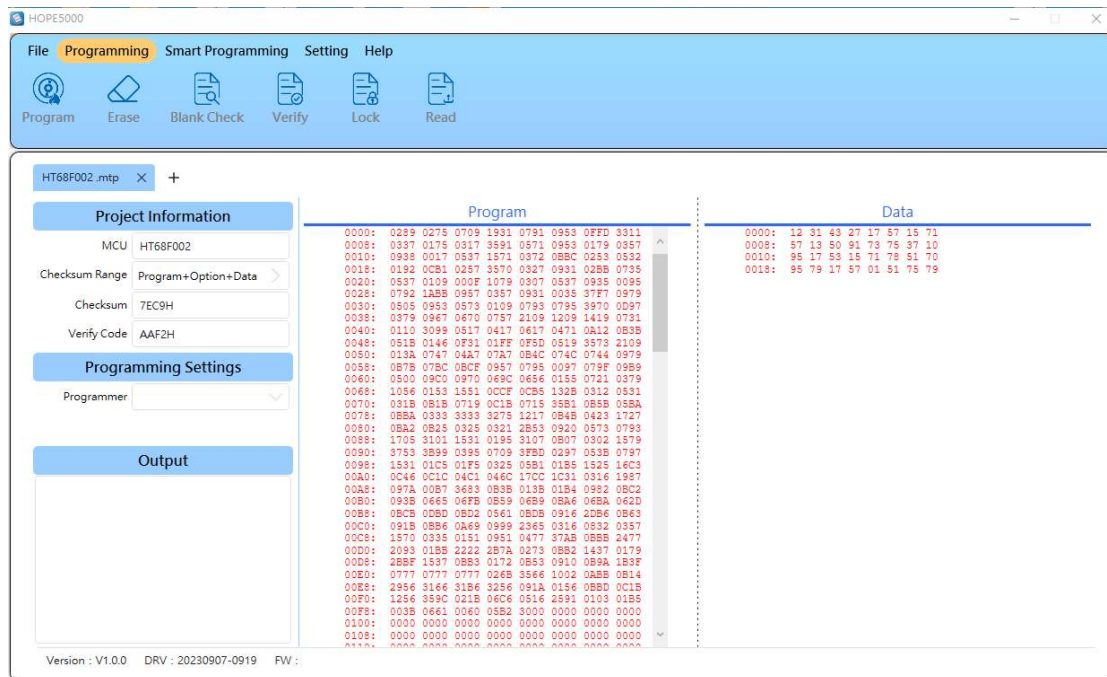 HOPE5000
File Programming Smart Programming Setting Help
Program Erase Blank Check Verify Lock Read
HT68F002 .mtp
Project Information
MCU HT68F002
Checksum Range Program+Option+Data
Checksum 7EC9H
Verify Code AAF2H
Programming Settings
Programmer
Output
Program
0000: 0289 0275 0709 1931 0791 0953 0FFD 3311
0008: 0337 0175 0317 3591 0571 0953 0179 0357
0010: 0938 0017 0537 1571 0372 0BBC 0253 0532
0018: 0192 0CB1 0257 3570 0327 0931 02BB 0735
0020: 0537 0109 000F 1079 0307 0537 0935 0095
0028: 0792 1ABB 0957 0357 0931 0035 37F7 0979
0030: 0505 0953 0573 0109 0793 0795 3970 0D97
0038: 0379 0967 0670 0757 2109 1209 1419 0731
0040: 0110 3099 0517 0417 0617 0471 0A12 0B3B
0048: 051B 0146 0F31 01FF 0F5D 0519 3573 2109
0050: 013A 0747 04A7 07A7 0B4C 074C 0744 0979
0058: 0B7B 07BC 0BCF 0957 0795 0097 079F 09B9
0060: 0500 09C0 0970 069C 0656 0155 0721 0379
0068: 1056 0153 1551 0CCF 0CB5 132B 0312 0531
0070: 031B 0B1B 0719 0C1B 0715 35B1 0B5B 05BA
0078: 0BBA 0333 3333 3275 1217 0B4B 0423 1727
0080: 0BA2 0B25 0325 0321 2B53 0920 0573 0793
0088: 1705 3101 1531 0195 3107 0B07 0302 1579
0090: 3753 3B99 0395 0709 3FBD 0297 053B 0797
0098: 1531 01C5 01F5 0325 05B1 01B5 1525 16C3
00A0: 0C46 0C1C 04C1 046C 17CC 1C31 0316 1987
00A8: 097A 00B7 3683 0B3B 013B 01B4 0982 0BC2
00B0: 093B 0665 06FB 0B59 06B9 0BA6 06BA 062D
00B8: 0BCB 0DBD 0BD2 0561 0BDB 0916 2DB6 0B63
00C0: 091B 0BB6 0A69 0999 2365 0316 0832 0357
00C8: 1570 0335 0151 0951 0477 37AB 0BBB 2477
00D0: 2093 01BB 2222 2B7A 0273 0BB2 1437 0179
00D8: 2BBF 1537 0BB3 0172 0B53 0910 0B9A 1B3F
00E0: 0777 0777 0777 026B 3566 1002 0ABB 0B14
00E8: 2956 3166 31B6 3256 091A 0156 0BBD 0C1B
00F0: 1256 359C 021B 06C6 0516 2591 0103 01B5
00F8: 003B 0661 0060 05B2 3000 0000 0000 0000
0100: 0000 0000 0000 0000 0000 0000 0000 0000
0108: 0000 0000 0000 0000 0000 0000 0000 0000
Data
0000: 12 31 43 27 17 57 15 71
0008: 57 13 50 91 73 75 37 10
0010: 95 17 53 15 71 78 51 70
0018: 95 79 17 57 01 51 75 79
Version : V1.0.0 DRV : 20230907-0919 FW :